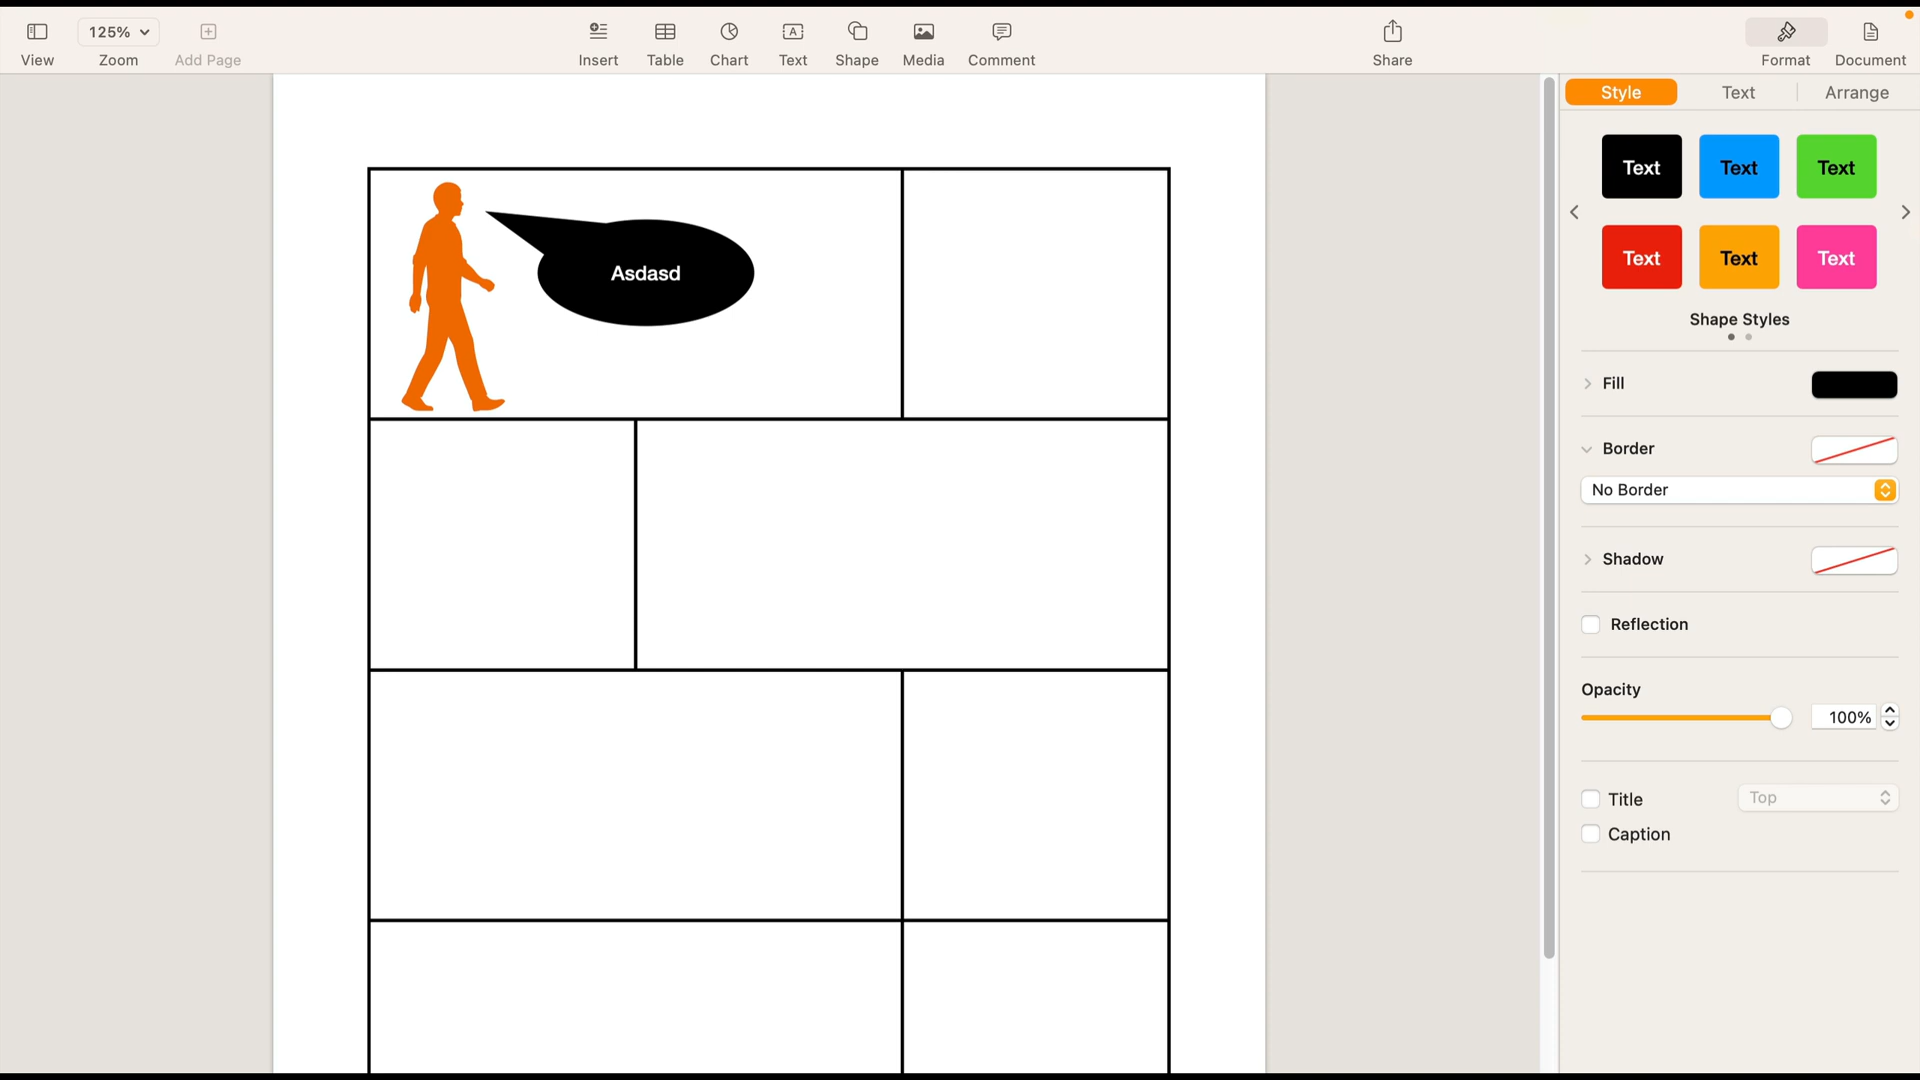 125%
View
Zoom
Add Page
Insert
Table
Chart
Text
Shape
Media
Comment
Share
Format
Document
Style
Text
Arrange
Text
Text
Text
Text
Text
Text
Shape Styles
Fill
Border
No Border
Shadow
Reflection
Opacity
100%
Title
Top
Caption
Asdasd